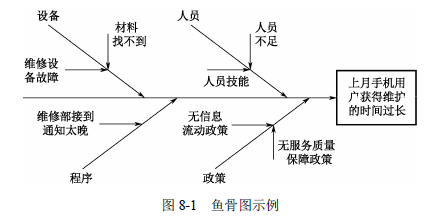 设备
材料
找不到
人员
人员
不足
维修设
备故障
人员技能
上月手机用
户获得维护
的时间过长
维修部接到
通知太晚
无信息
流动政策
无服务质量
保障政策
程序
政策
图 8-1 鱼骨图示例